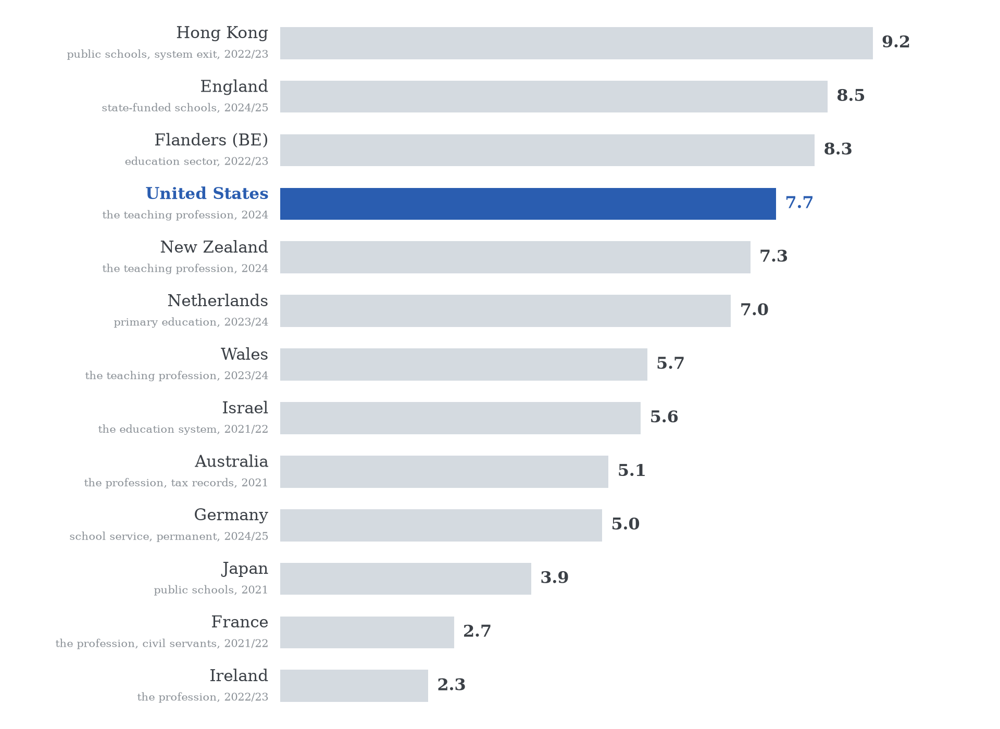 Hong Kong
public schools, system exit, 2022/23
9.2
England
state-funded schools, 2024/25
8.5
Flanders (BE)
education sector, 2022/23
8.3
United States
the teaching profession, 2024
7.7
New Zealand
the teaching profession, 2024
7.3
Netherlands
primary education, 2023/24
7.0
Wales
the teaching profession, 2023/24
5.7
Israel
the education system, 2021/22
5.6
Australia
the profession, tax records, 2021
5.1
Germany
school service, permanent, 2024/25
5.0
Japan
public schools, 2021
3.9
France
the profession, civil servants, 2021/22
2.7
Ireland
the profession, 2022/23
2.3